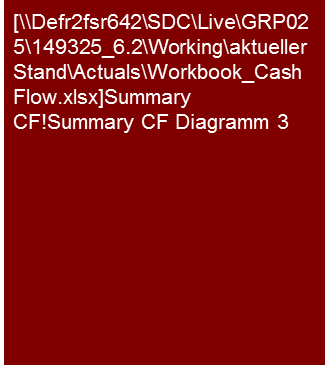 [\\Defr2fsr642\SDC\Live\GRP02
5\149325_6.2\Working\aktueller
Stand\Actuals\Workbook_Cash
Flow.xlsx]Summary
CF!Summary CF Diagramm 3